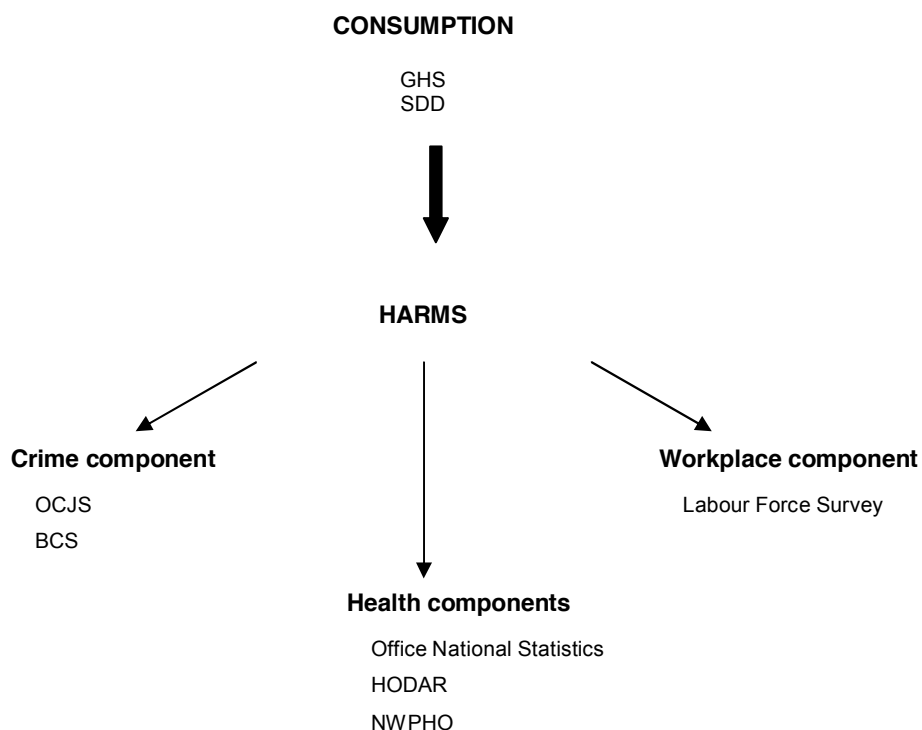 CONSUMPTION
GHS
SDD
HARMS
Crime component
OCJS
BCS
Workplace component
Labour Force Survey
Health components
Office National Statistics
HODAR
NWPHO